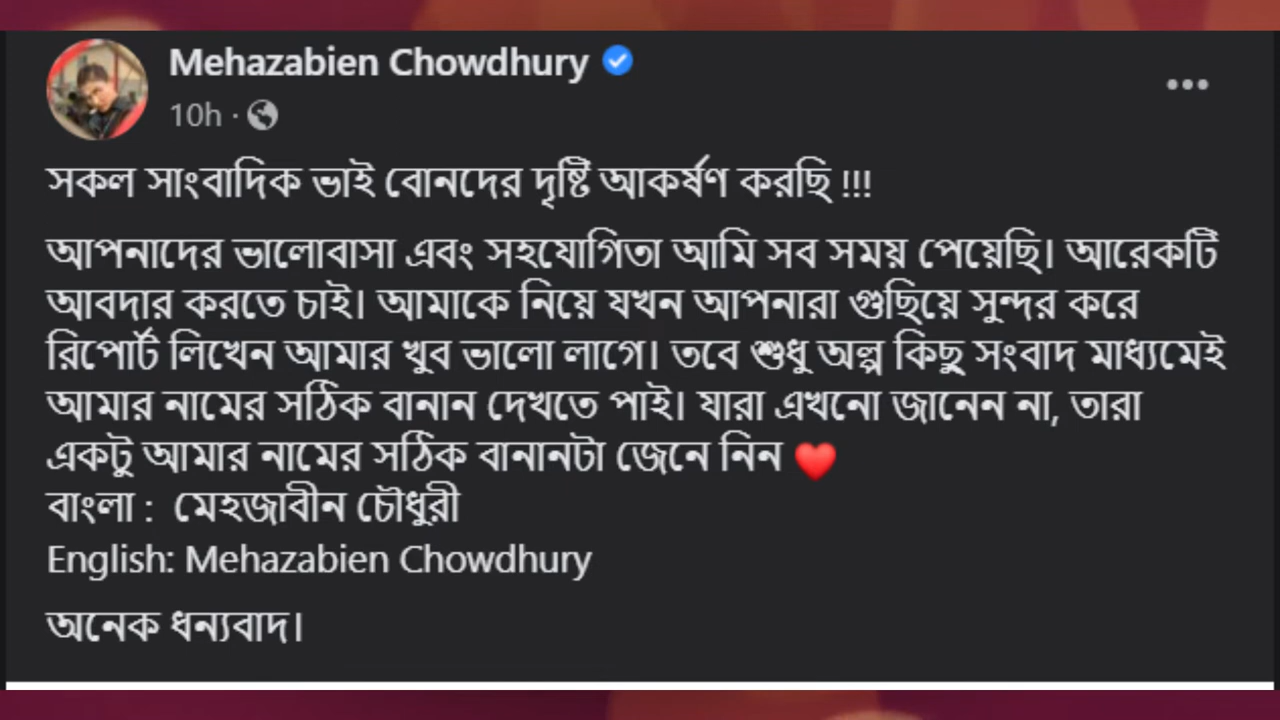 Mehazabien Chowdhury
10h ·
সকল সাংবাদিক ভাই বোনদের দৃষ্টি আকর্ষণ করছি !!!
আপনাদের ভালোবাসা এবং সহযোগিতা আমি সব সময় পেয়েছি। আরেকটি
আবদার করতে চাই। আমাকে নিয়ে যখন আপনারা গুছিয়ে সুন্দর করে
রিপোর্ট লিখেন আমার খুব ভালো লাগে। তবে শুধু অল্প কিছু সংবাদ মাধ্যমেই
আমার নামের সঠিক বানান দেখতে পাই। যারা এখনো জানেন না, তারা
একটু আমার নামের সঠিক বানানটা জেনে নিন ❤️
বাংলা : মেহজাবীন চৌধুরী
English: Mehazabien Chowdhury
অনেক ধন্যবাদ।